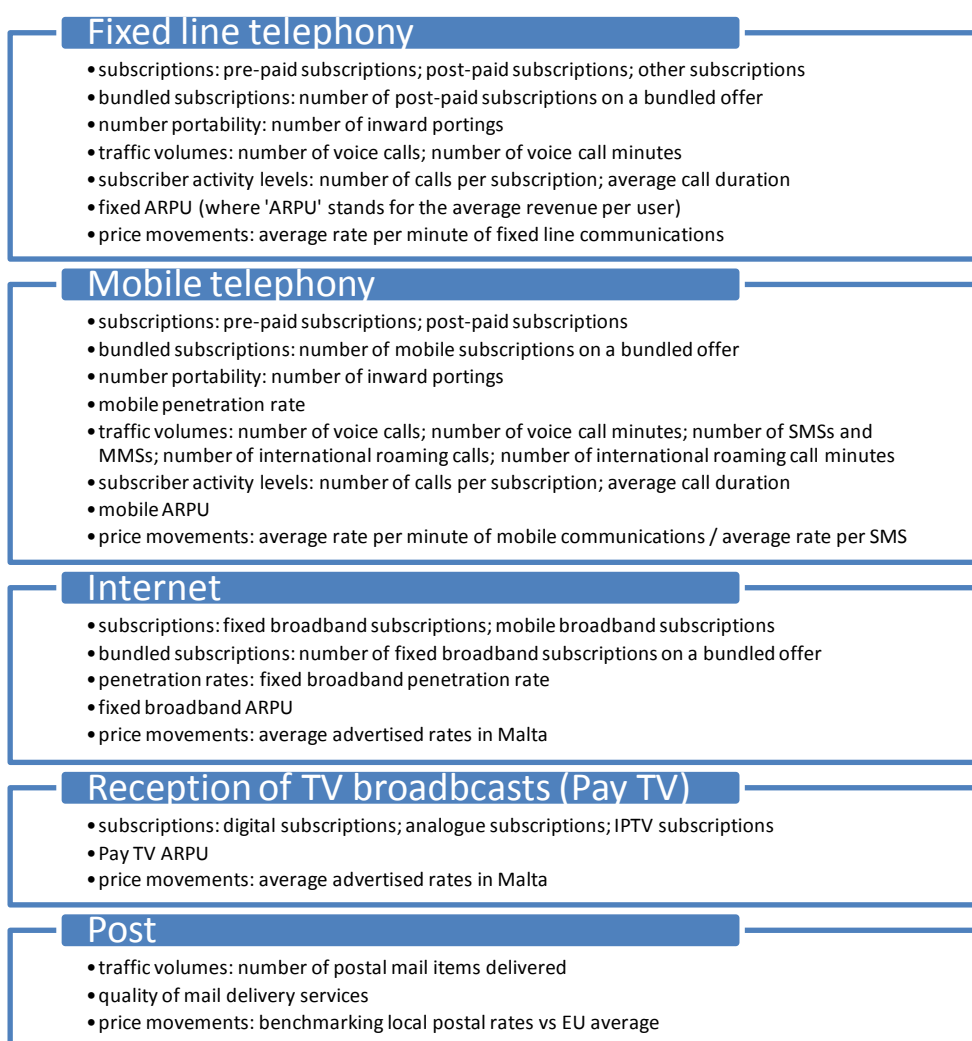 Fixed line telephony
•subscriptions: pre-paid subscriptions; post-paid subscriptions; other subscriptions
•bundled subscriptions: number of post-paid subscriptions on a bundled offer
•number portability: number of inward portings
•traffic volumes: number of voice calls; number of voice call minutes
•subscriber activity levels: number of calls per subscription; average call duration
•fixed ARPU (where 'ARPU' stands for the average revenue per user)
•price movements: average rate per minute of fixed line communications
Mobile telephony
•subscriptions: pre-paid subscriptions; post-paid subscriptions
•bundled subscriptions: number of mobile subscriptions on a bundled offer
•number portability: number of inward portings
•mobile penetration rate
•traffic volumes: number of voice calls; number of voice call minutes; number of SMSs and
MMSs; number of international roaming calls; number of international roaming call minutes
•subscriber activity levels: number of calls per subscription; average call duration
•mobile ARPU
•price movements: average rate per minute of mobile communications / average rate per SMS
Internet
•subscriptions: fixed broadband subscriptions; mobile broadband subscriptions
•bundled subscriptions: number of fixed broadband subscriptions on a bundled offer
•penetration rates: fixed broadband penetration rate
•fixed broadband ARPU
•price movements: average advertised rates in Malta
Reception of TV broadbcasts (Pay TV)
•subscriptions: digital subscriptions; analogue subscriptions; IPTV subscriptions
•Pay TV ARPU
•price movements: average advertised rates in Malta
Post
•traffic volumes: number of postal mail items delivered
•quality of mail delivery services
•price movements: benchmarking local postal rates vs EU average